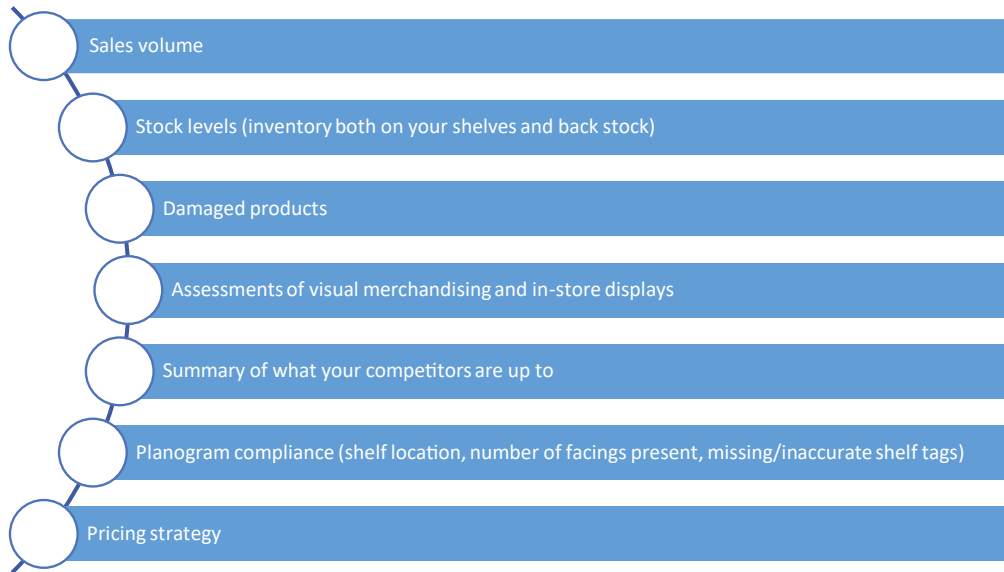 Sales volume
Stock levels (inventory both on your shelves and back stock)
Damaged products
Assessments of visual merchandising and in-store displays
Summary of what your competitors are up to
Planogram compliance (shelf location, number of facings present, missing/inaccurate shelf tags)
Pricing strategy